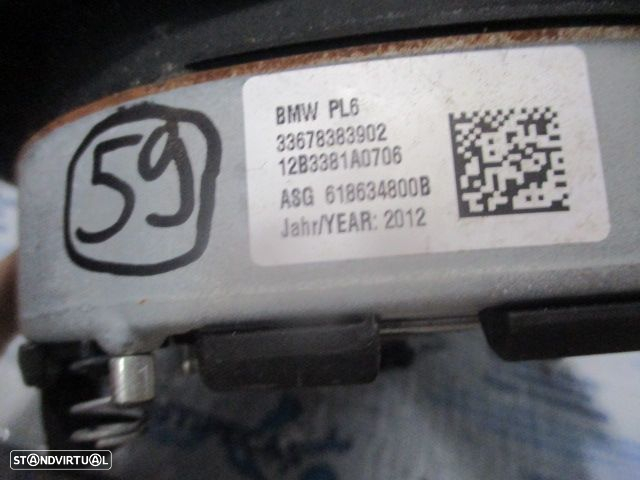 59
BMW PL6
33678383902
12B3381A0706
ASG 618634800B
Jahr/YEAR: 2012
STANDVIRTUAL